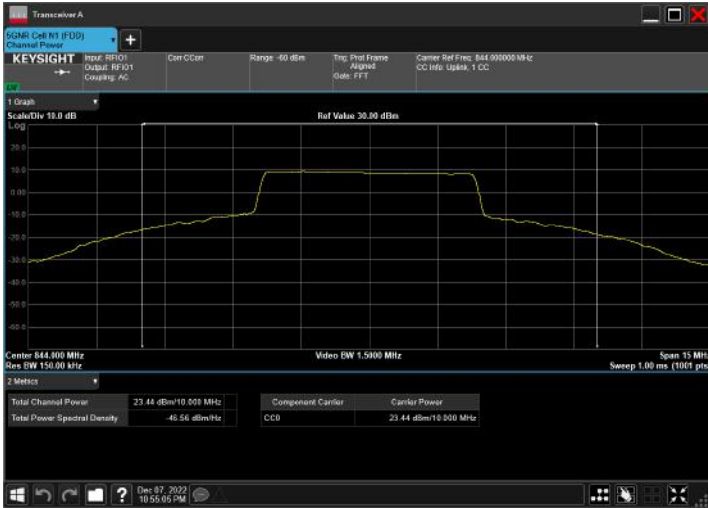 Transceiver A
5GNR Cell N1 (FDD)
Channel Power
KEYSIGHT
Input: RFIO1
Output: RFIO1
Coupling: AC
Corr CCorr
Range -60 dBm
Trig: Prot Frame
Aligned
Gate: FFT
Carrier Ref Freq: 844.000000 MHz
CC Info: Uplink, 1 CC
1 Graph
Scale/Div 10.0 dB
Ref Value 30.00 dBm
Log
20.0
10.0
0.00
-10.0
-20.0
-30.0
-40.0
-50.0
-60.0
Center 844.000 MHz
Video BW 1.5000 MHz
Span 15 MHz
Res BW 150.00 kHz
Sweep 1.00 ms (1001 pts
2 Metrics
Total Channel Power 23.44 dBm/10.000 MHz
Total Power Spectral Density -46.56 dBm/Hz
Component Carrier Carrier Power
CC0 23.44 dBm/10.000 MHz
?
Dec 07, 2022
10:55:05 PM